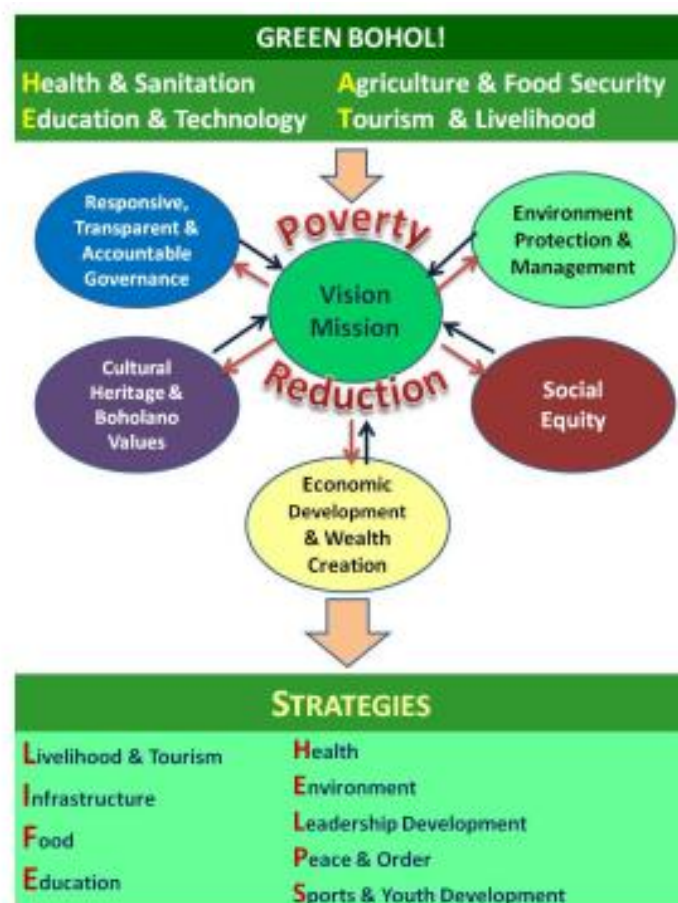 GREEN BOHOL!
Health & Sanitation
Agriculture & Food Security
Education & Technology
Tourism & Livelihood
Responsive,
Transparent &
Accountable
Governance
Poverty
Environment
Protection &
Management
Vision
Mission
Cultural
Heritage &
Boholano
Values
Reduction
Social
Equity
Economic
Development
& Wealth
Creation
STRATEGIES
Livelihood & Tourism
Infrastructure
Food
Education
Health
Environment
Leadership Development
Peace & Order
Sports & Youth Development